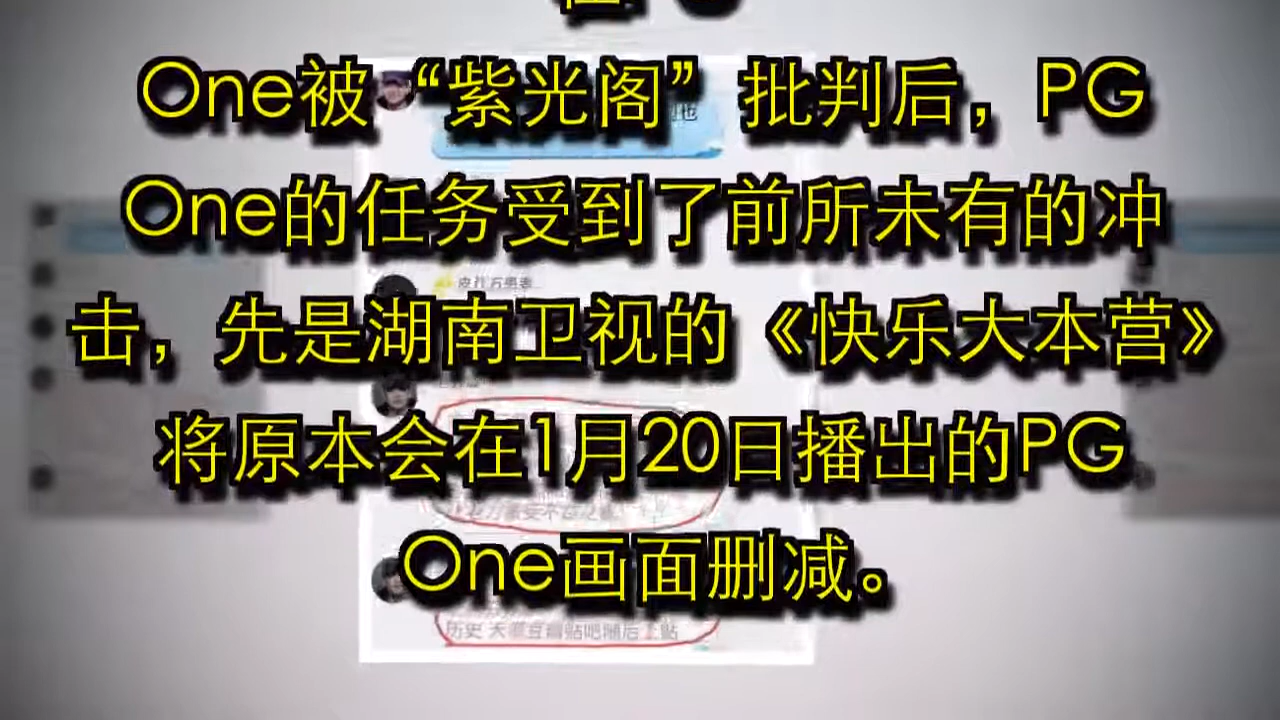 One被“紫光阁”批判后，PG
One的任务受到了前所未有的冲
击，先是湖南卫视的《快乐大本营》
将原本会在1月20日播出的PG
One画面删减。